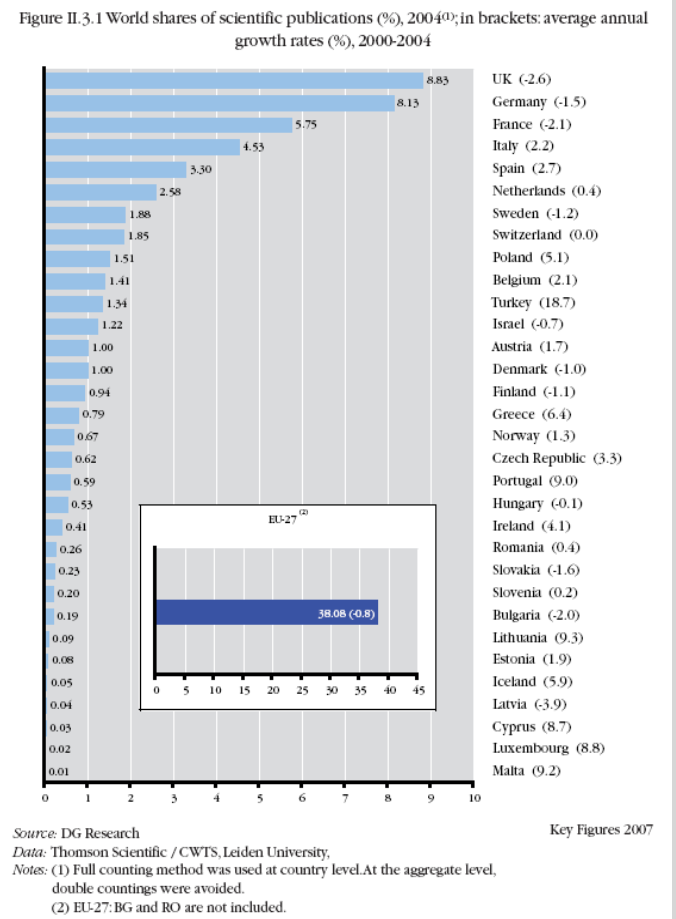 Figure II.3.1 World shares of scientific publications (%), 2004(1); in brackets: average annual
growth rates (%), 2000-2004
8.83 UK (-2.6)
8.13 Germany (-1.5)
5.75 France (-2.1)
4.53 Italy (2.2)
3.30 Spain (2.7)
2.58 Netherlands (0.4)
1.88 Sweden (-1.2)
1.85 Switzerland (0.0)
1.51 Poland (5.1)
1.41 Belgium (2.1)
1.34 Turkey (18.7)
1.22 Israel (-0.7)
1.00 Austria (1.7)
1.00 Denmark (-1.0)
0.94 Finland (-1.1)
0.79 Greece (6.4)
0.67 Norway (1.3)
0.62 Czech Republic (3.3)
0.59 Portugal (9.0)
0.53 Hungary (-0.1)
0.41 Ireland (4.1)
0.26 Romania (0.4)
0.23 Slovakia (-1.6)
0.20 Slovenia (0.2)
0.19 Bulgaria (-2.0)
0.09 Lithuania (9.3)
0.08 Estonia (1.9)
0.05 Iceland (5.9)
0.04 Latvia (-3.9)
0.03 Cyprus (8.7)
0.02 Luxembourg (8.8)
0.01 Malta (9.2)
0 1 2 3 4 5 6 7 8 9 10
EU-27 (2)
38.08 (-0.8)
0 5 10 15 20 25 30 35 40 45
Key Figures 2007
Source: DG Research
Data: Thomson Scientific / CWTS, Leiden University,
Notes: (1) Full counting method was used at country level.At the aggregate level,
double countings were avoided.
(2) EU-27: BG and RO are not included.